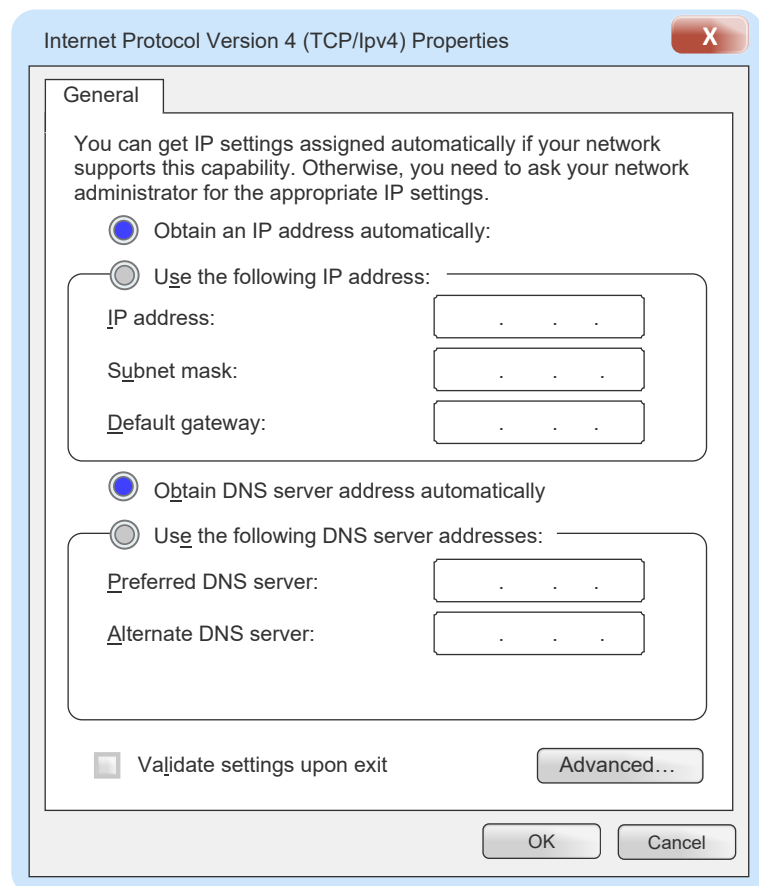 Internet Protocol Version 4 (TCP/Ipv4) Properties
X
General
You can get IP settings assigned automatically if your network
supports this capability. Otherwise, you need to ask your network
administrator for the appropriate IP settings.
Obtain an IP address automatically:
Use the following IP address:
IP address: . . .
Subnet mask: . . .
Default gateway: . . .
Obtain DNS server address automatically
Use the following DNS server addresses:
Preferred DNS server: . . .
Alternate DNS server: . . .
Validate settings upon exit
Advanced...
OK
Cancel